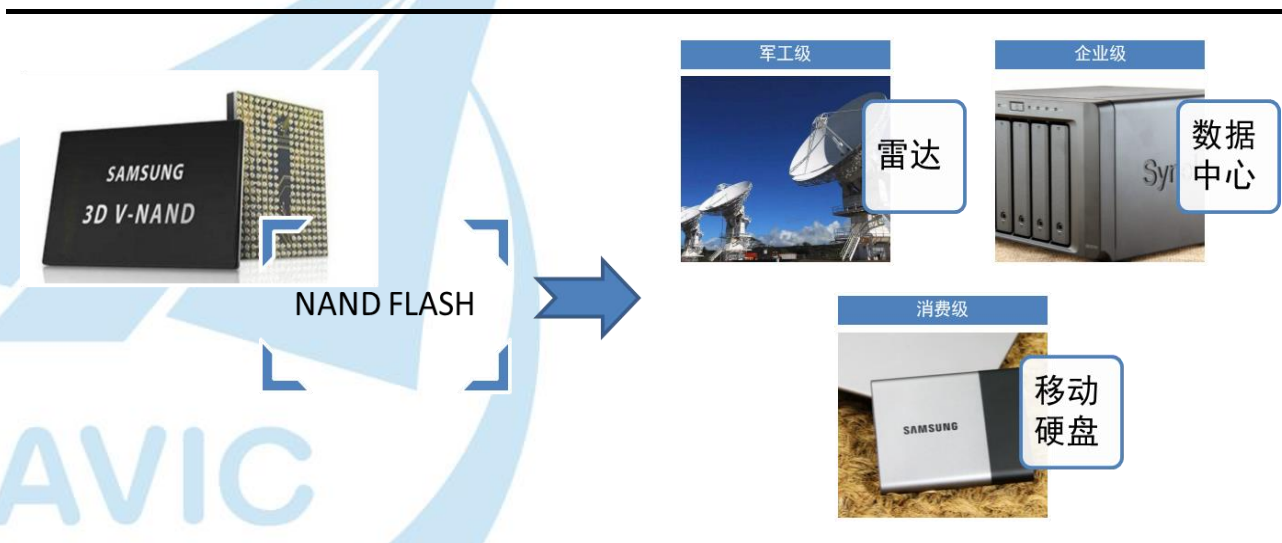 SAMSUNG
3D V-NAND
NAND FLASH
军工级
雷达
企业级
Syn
数据
中心
消费级
SAMSUNG
移动
硬盘
AVIC